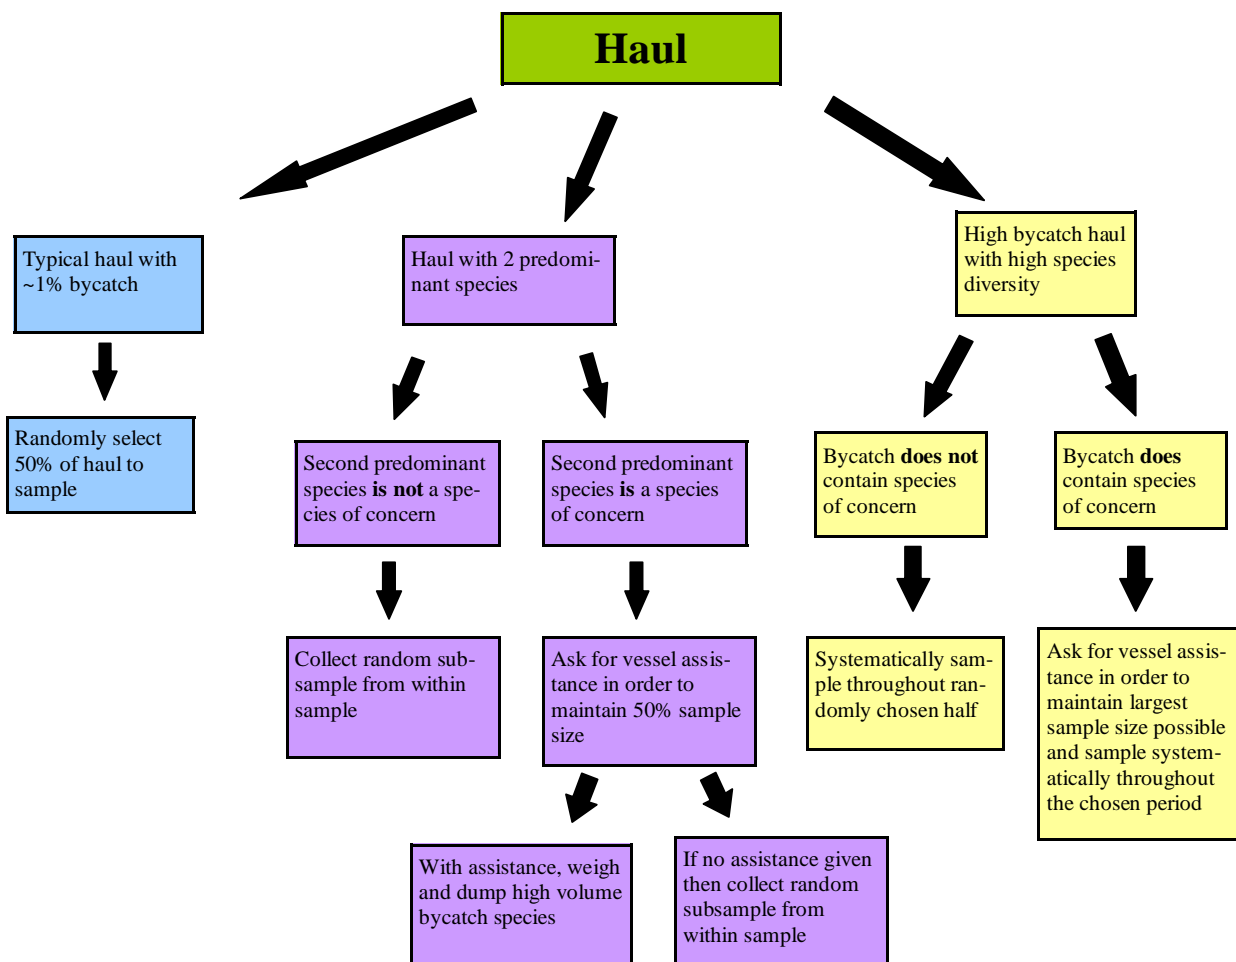 Haul
Typical haul with
~1% bycatch
Haul with 2 predomi-
nant species
High bycatch haul
with high species
diversity
Randomly select
50% of haul to
sample
Second predominant
species is not a spe-
cies of concern
Second predominant
species is a species
of concern
Bycatch does not
contain species
of concern
Bycatch does
contain species
of concern
Collect random sub-
sample from within
sample
Ask for vessel assis-
tance in order to
maintain 50% sample
size
Systematically sam-
ple throughout ran-
domly chosen half
Ask for vessel assis-
tance in order to
maintain largest
sample size possible
and sample system-
atically throughout
the chosen period
With assistance, weigh
and dump high volume
bycatch species
If no assistance given
then collect random
subsample from
within sample